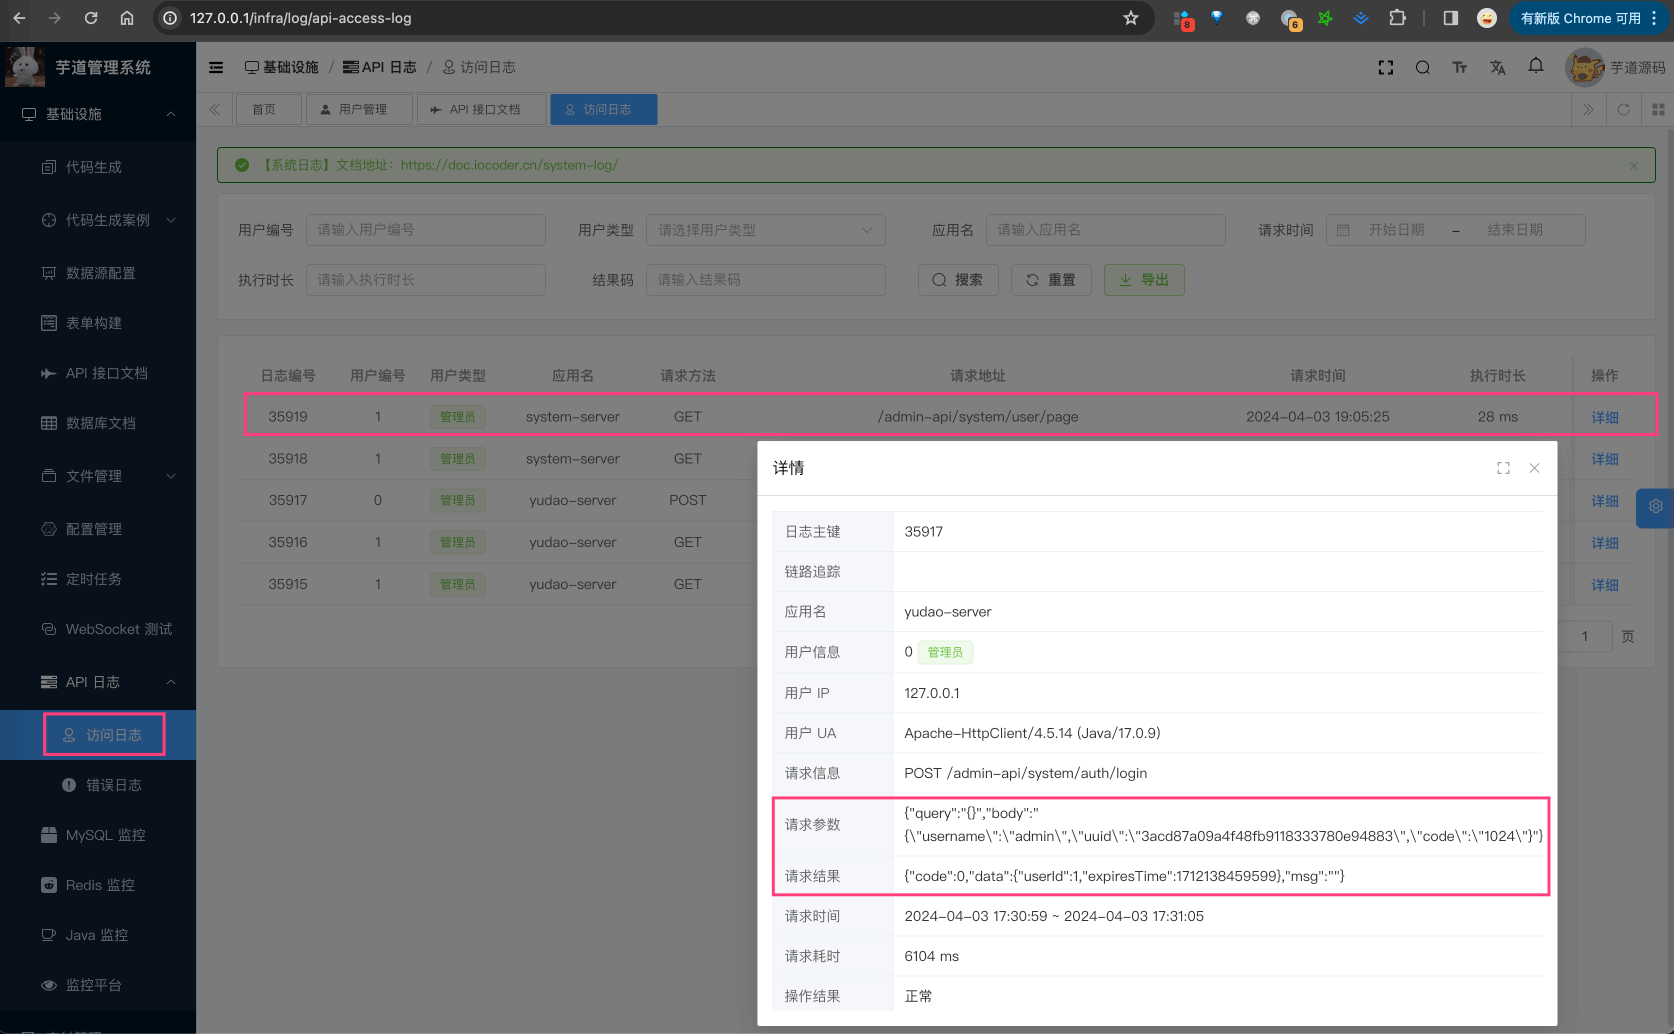 127.0.0.1/infra/log/api-access-log
8
6
有新版 Chrome 可用
芋道管理系统
基础设施 / API 日志 / 访问日志
芋道源码
首页
用户管理
API 接口文档
访问日志
基础设施
代码生成
代码生成案例
数据源配置
表单构建
API 接口文档
数据库文档
文件管理
配置管理
定时任务
WebSocket 测试
API 日志
访问日志
错误日志
MySQL 监控
Redis 监控
Java 监控
监控平台
【系统日志】文档地址：https://doc.iocoder.cn/system-log/
用户编号 请输入用户编号 用户类型 请选择用户类型 应用名 请输入应用名 请求时间 开始日期 - 结束日期
执行时长 请输入执行时长 结果码 请输入结果码 搜索 重置 导出
日志编号 用户编号 用户类型 应用名 请求方法 请求地址 请求时间 执行时长 操作
35919 1 管理员 system-server GET /admin-api/system/user/page 2024-04-03 19:05:25 28 ms 详细
35918 1 管理员 system-server GET 详细
35917 0 管理员 yudao-server POST 详细
35916 1 管理员 yudao-server GET 详细
35915 1 管理员 yudao-server GET 详细
1 页
详情
日志主键 35917
链路追踪
应用名 yudao-server
用户信息 0 管理员
用户 IP 127.0.0.1
用户 UA Apache-HttpClient/4.5.14 (Java/17.0.9)
请求信息 POST /admin-api/system/auth/login
请求参数 {"query":"{}","body":"
{\"username\":\"admin\",\"uuid\":\"3acd87a09a4f48fb9118333780e94883\",\"code\":\"1024\"}"}
请求结果 {"code":0,"data":{"userId":1,"expiresTime":1712138459599},"msg":""}
请求时间 2024-04-03 17:30:59 ~ 2024-04-03 17:31:05
请求耗时 6104 ms
操作结果 正常